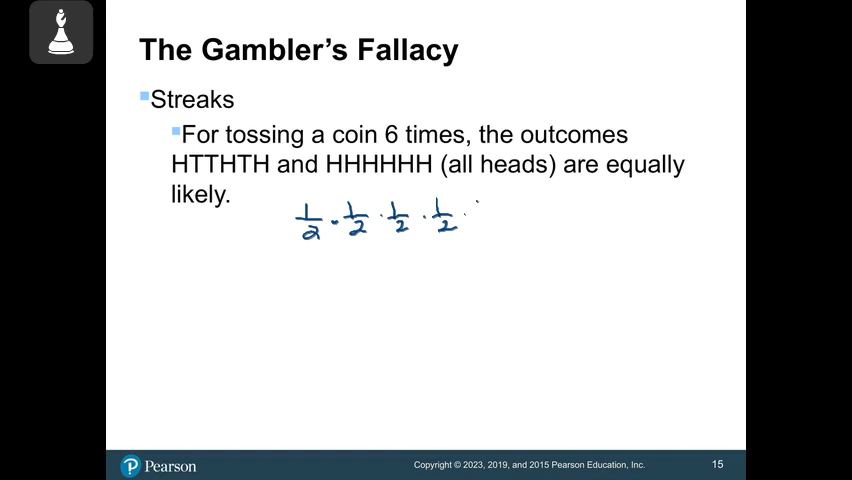 The Gambler's Fallacy
Streaks
For tossing a coin 6 times, the outcomes
HTTHTH and HHHHHH (all heads) are equally
likely.
1/2 · 1/2 · 1/2 · 1/2 ·
Pearson
Copyright © 2023, 2019, and 2015 Pearson Education, Inc.
15